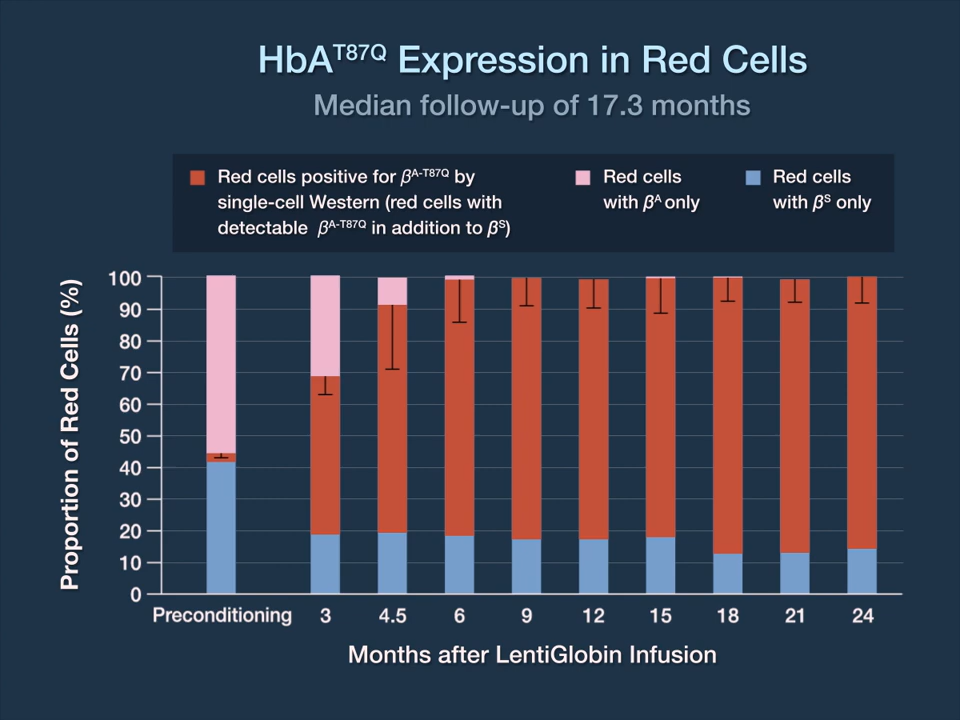 HbAᵀ⁸⁷Q Expression in Red Cells
Median follow-up of 17.3 months
Red cells positive for βᴬ⁻ᵀ⁸⁷Q by
single-cell Western (red cells with
detectable βᴬ⁻ᵀ⁸⁷Q in addition to βˢ)
Red cells
with βᴬ only
Red cells
with βˢ only
Proportion of Red Cells (%)
100
90
80
70
60
50
40
30
20
10
0
Preconditioning 3 4.5 6 9 12 15 18 21 24
Months after LentiGlobin Infusion